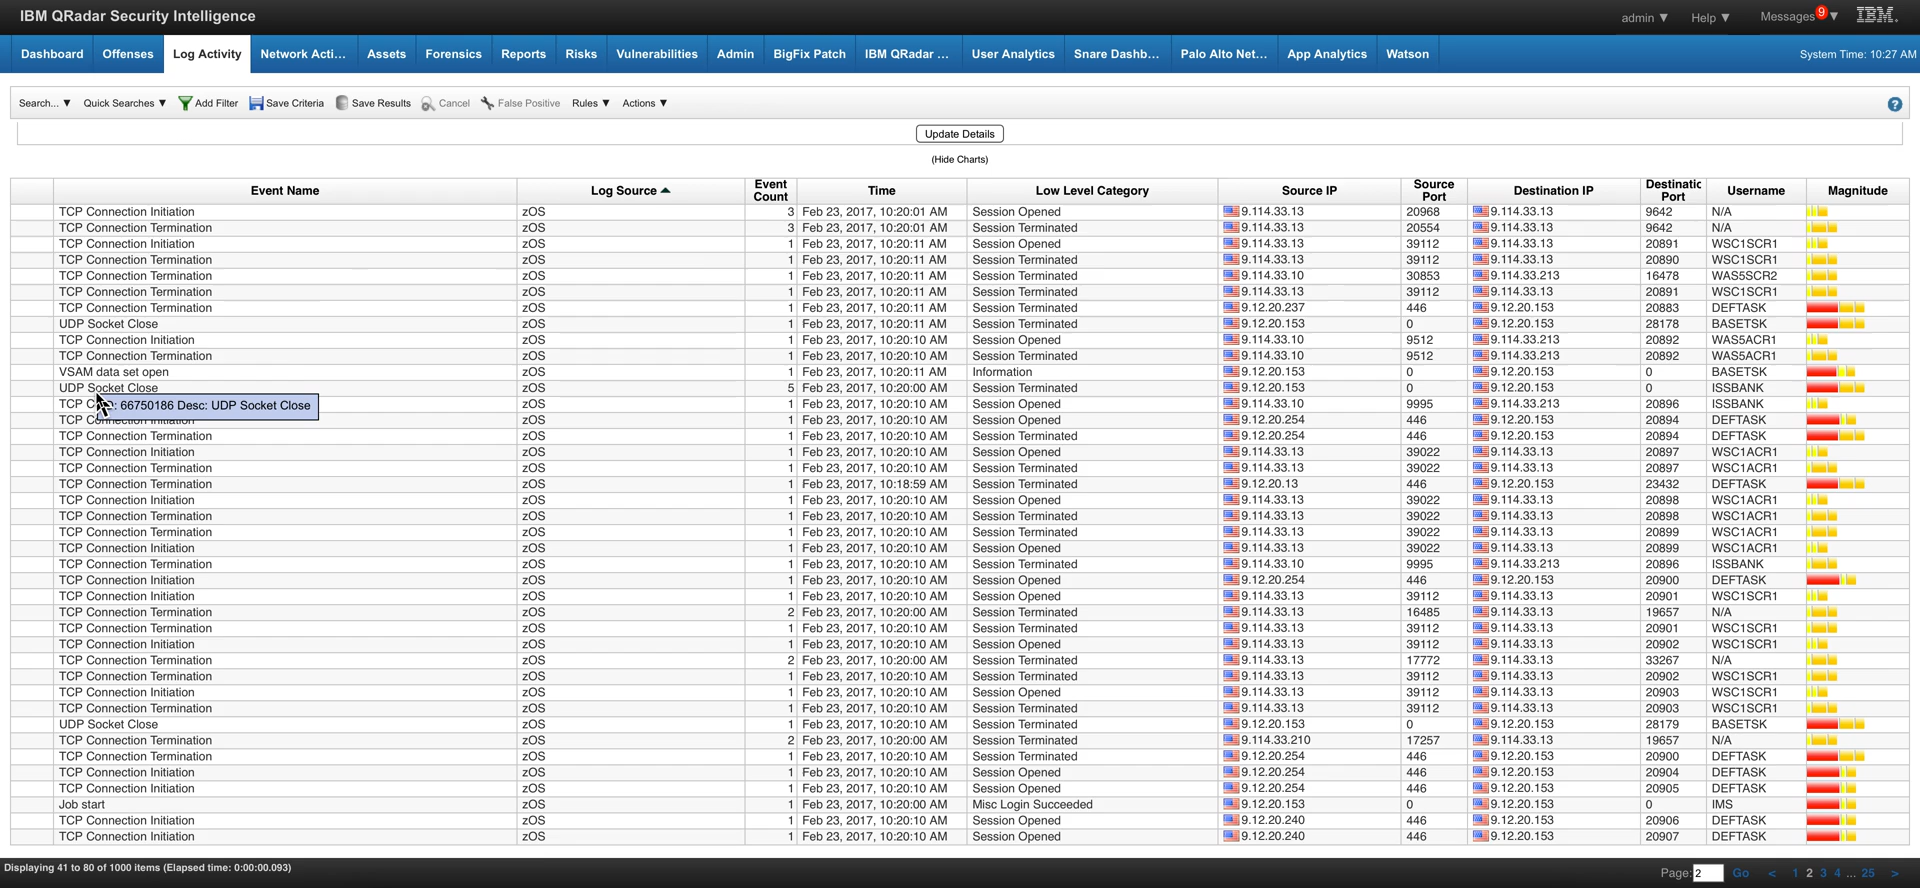 IBM QRadar Security Intelligence
admin ▼ Help ▼ Messages 9 ▼ IBM.
Dashboard Offenses Log Activity Network Acti... Assets Forensics Reports Risks Vulnerabilities Admin BigFix Patch IBM QRadar ... User Analytics Snare Dashb... Palo Alto Net... App Analytics Watson System Time: 10:27 AM
Search... ▼ Quick Searches ▼ Add Filter Save Criteria Save Results Cancel False Positive Rules ▼ Actions ▼ ?
Update Details
(Hide Charts)
Event Name Log Source Event Count Time Low Level Category Source IP Source Port Destination IP Destinatic Port Username Magnitude
TCP Connection Initiation zOS 3 Feb 23, 2017, 10:20:01 AM Session Opened 9.114.33.13 20968 9.114.33.13 9642 N/A
TCP Connection Termination zOS 3 Feb 23, 2017, 10:20:01 AM Session Terminated 9.114.33.13 20554 9.114.33.13 9642 N/A
TCP Connection Initiation zOS 1 Feb 23, 2017, 10:20:11 AM Session Opened 9.114.33.13 39112 9.114.33.13 20891 WSC1SCR1
TCP Connection Termination zOS 1 Feb 23, 2017, 10:20:11 AM Session Terminated 9.114.33.13 39112 9.114.33.13 20890 WSC1SCR1
TCP Connection Termination zOS 1 Feb 23, 2017, 10:20:11 AM Session Terminated 9.114.33.10 30853 9.114.33.213 16478 WAS5SCR2
TCP Connection Termination zOS 1 Feb 23, 2017, 10:20:11 AM Session Terminated 9.114.33.13 39112 9.114.33.13 20891 WSC1SCR1
TCP Connection Termination zOS 1 Feb 23, 2017, 10:20:11 AM Session Terminated 9.12.20.237 446 9.12.20.153 20883 DEFTASK
UDP Socket Close zOS 1 Feb 23, 2017, 10:20:11 AM Session Terminated 9.12.20.153 0 9.12.20.153 28178 BASETSK
TCP Connection Initiation zOS 1 Feb 23, 2017, 10:20:10 AM Session Opened 9.114.33.10 9512 9.114.33.213 20892 WAS5ACR1
TCP Connection Termination zOS 1 Feb 23, 2017, 10:20:10 AM Session Terminated 9.114.33.10 9512 9.114.33.213 20892 WAS5ACR1
VSAM data set open zOS 1 Feb 23, 2017, 10:20:11 AM Information 9.12.20.153 0 9.12.20.153 0 BASETSK
UDP Socket Close zOS 5 Feb 23, 2017, 10:20:00 AM Session Terminated 9.12.20.153 0 9.12.20.153 0 ISSBANK
TCP : 66750186 Desc: UDP Socket Close zOS 1 Feb 23, 2017, 10:20:10 AM Session Opened 9.114.33.10 9995 9.114.33.213 20896 ISSBANK
TCP Connection Initiation zOS 1 Feb 23, 2017, 10:20:10 AM Session Opened 9.12.20.254 446 9.12.20.153 20894 DEFTASK
TCP Connection Termination zOS 1 Feb 23, 2017, 10:20:10 AM Session Terminated 9.12.20.254 446 9.12.20.153 20894 DEFTASK
TCP Connection Initiation zOS 1 Feb 23, 2017, 10:20:10 AM Session Opened 9.114.33.13 39022 9.114.33.13 20897 WSC1ACR1
TCP Connection Termination zOS 1 Feb 23, 2017, 10:20:10 AM Session Terminated 9.114.33.13 39022 9.114.33.13 20897 WSC1ACR1
TCP Connection Termination zOS 1 Feb 23, 2017, 10:18:59 AM Session Terminated 9.12.20.13 446 9.12.20.153 23432 DEFTASK
TCP Connection Initiation zOS 1 Feb 23, 2017, 10:20:10 AM Session Opened 9.114.33.13 39022 9.114.33.13 20898 WSC1ACR1
TCP Connection Termination zOS 1 Feb 23, 2017, 10:20:10 AM Session Terminated 9.114.33.13 39022 9.114.33.13 20898 WSC1ACR1
TCP Connection Termination zOS 1 Feb 23, 2017, 10:20:10 AM Session Terminated 9.114.33.13 39022 9.114.33.13 20899 WSC1ACR1
TCP Connection Initiation zOS 1 Feb 23, 2017, 10:20:10 AM Session Opened 9.114.33.13 39022 9.114.33.13 20899 WSC1ACR1
TCP Connection Termination zOS 1 Feb 23, 2017, 10:20:10 AM Session Terminated 9.114.33.10 9995 9.114.33.213 20896 ISSBANK
TCP Connection Initiation zOS 1 Feb 23, 2017, 10:20:10 AM Session Opened 9.12.20.254 446 9.12.20.153 20900 DEFTASK
TCP Connection Initiation zOS 1 Feb 23, 2017, 10:20:10 AM Session Opened 9.114.33.13 39112 9.114.33.13 20901 WSC1SCR1
TCP Connection Termination zOS 2 Feb 23, 2017, 10:20:00 AM Session Terminated 9.114.33.13 16485 9.114.33.13 19657 N/A
TCP Connection Termination zOS 1 Feb 23, 2017, 10:20:10 AM Session Terminated 9.114.33.13 39112 9.114.33.13 20901 WSC1SCR1
TCP Connection Initiation zOS 1 Feb 23, 2017, 10:20:10 AM Session Opened 9.114.33.13 39112 9.114.33.13 20902 WSC1SCR1
TCP Connection Termination zOS 2 Feb 23, 2017, 10:20:00 AM Session Terminated 9.114.33.13 17772 9.114.33.13 33267 N/A
TCP Connection Termination zOS 1 Feb 23, 2017, 10:20:10 AM Session Terminated 9.114.33.13 39112 9.114.33.13 20902 WSC1SCR1
TCP Connection Initiation zOS 1 Feb 23, 2017, 10:20:10 AM Session Opened 9.114.33.13 39112 9.114.33.13 20903 WSC1SCR1
TCP Connection Termination zOS 1 Feb 23, 2017, 10:20:10 AM Session Terminated 9.114.33.13 39112 9.114.33.13 20903 WSC1SCR1
UDP Socket Close zOS 1 Feb 23, 2017, 10:20:10 AM Session Terminated 9.12.20.153 0 9.12.20.153 28179 BASETSK
TCP Connection Termination zOS 2 Feb 23, 2017, 10:20:00 AM Session Terminated 9.114.33.210 17257 9.114.33.13 19657 N/A
TCP Connection Termination zOS 1 Feb 23, 2017, 10:20:10 AM Session Terminated 9.12.20.254 446 9.12.20.153 20900 DEFTASK
TCP Connection Initiation zOS 1 Feb 23, 2017, 10:20:10 AM Session Opened 9.12.20.254 446 9.12.20.153 20904 DEFTASK
TCP Connection Initiation zOS 1 Feb 23, 2017, 10:20:10 AM Session Opened 9.12.20.254 446 9.12.20.153 20905 DEFTASK
Job start zOS 1 Feb 23, 2017, 10:20:00 AM Misc Login Succeeded 9.12.20.153 0 9.12.20.153 0 IMS
TCP Connection Initiation zOS 1 Feb 23, 2017, 10:20:10 AM Session Opened 9.12.20.240 446 9.12.20.153 20906 DEFTASK
TCP Connection Initiation zOS 1 Feb 23, 2017, 10:20:10 AM Session Opened 9.12.20.240 446 9.12.20.153 20907 DEFTASK
Displaying 41 to 80 of 1000 items (Elapsed time: 0:00:00.093)
Page: 2 Go < 1 2 3 4 ... 25 >